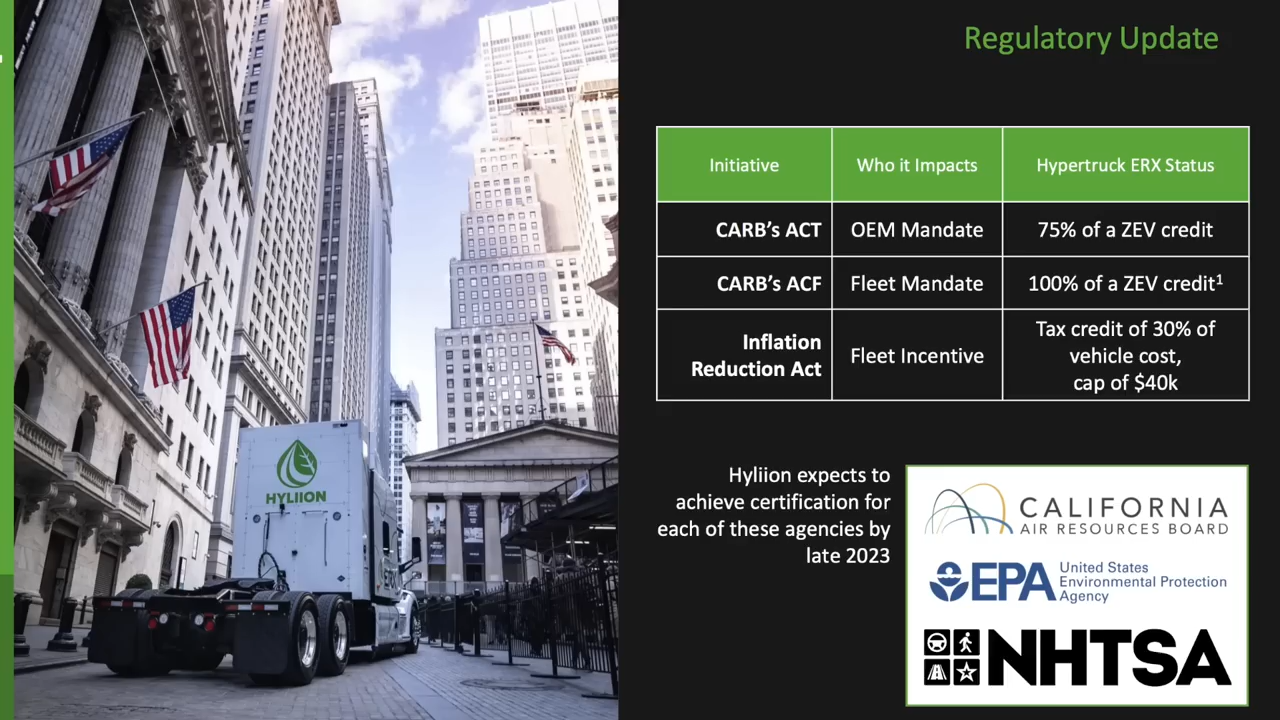 Regulatory Update
Initiative
Who it Impacts
Hypertruck ERX Status
CARB's ACT
OEM Mandate
75% of a ZEV credit
CARB's ACF
Fleet Mandate
100% of a ZEV credit¹
Inflation
Reduction Act
Fleet Incentive
Tax credit of 30% of
vehicle cost,
cap of $40k
Hyliion expects to
achieve certification for
each of these agencies by
late 2023
CALIFORNIA
AIR RESOURCES BOARD
EPA
United States
Environmental Protection
Agency
NHTSA
HYLIION